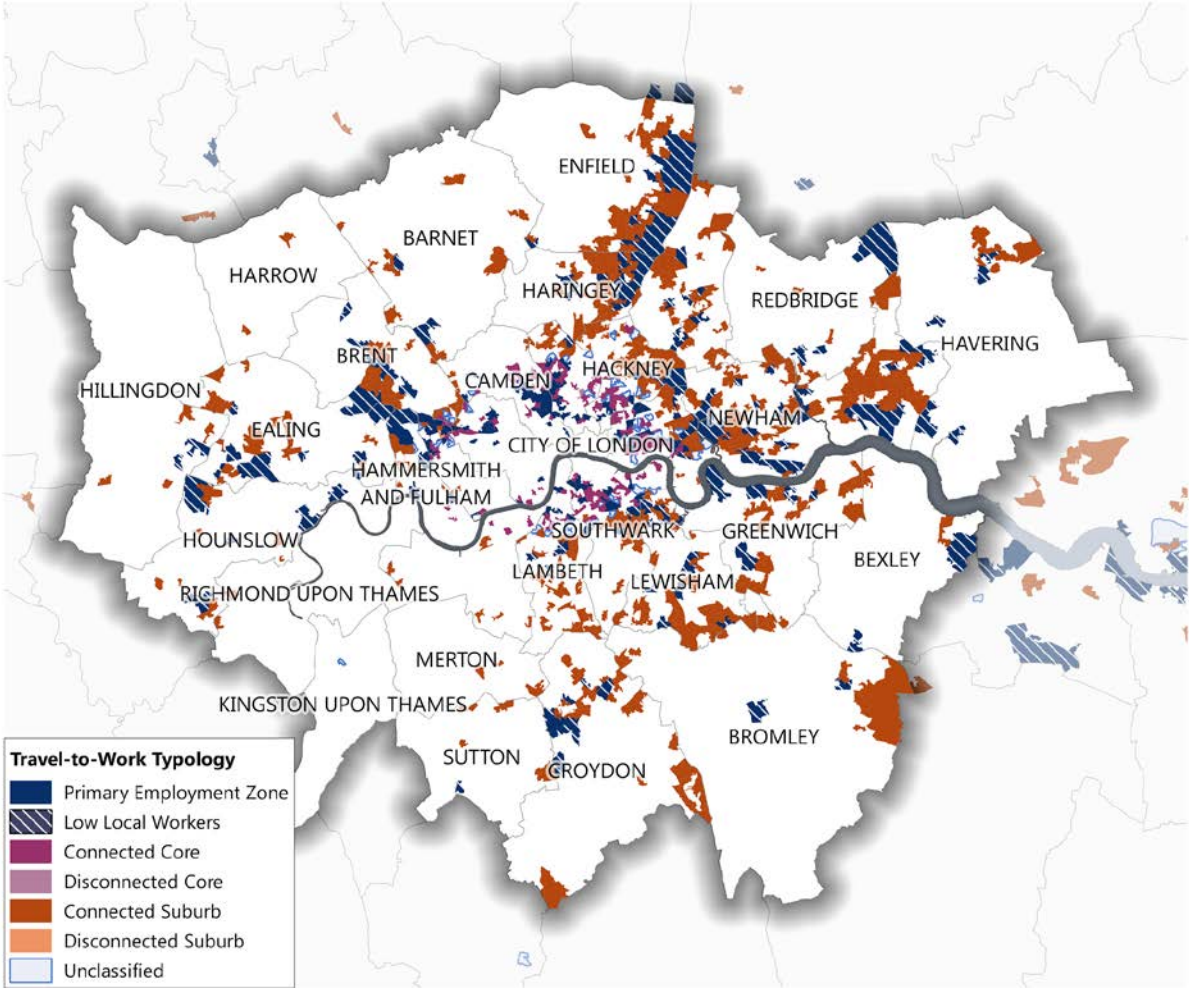 ENFIELD
BARNET
HARROW
HARINGEY
REDBRIDGE
HAVERING
BRENT
HACKNEY
CAMDEN
HILLINGDON
NEWHAM
EALING
CITY OF LONDON
HAMMERSMITH
AND FULHAM
SOUTHWARK
GREENWICH
HOUNSLOW
BEXLEY
LAMBETH
LEWISHAM
RICHMOND UPON THAMES
MERTON
KINGSTON UPON THAMES
BROMLEY
SUTTON
CROYDON
Travel-to-Work Typology
Primary Employment Zone
Low Local Workers
Connected Core
Disconnected Core
Connected Suburb
Disconnected Suburb
Unclassified